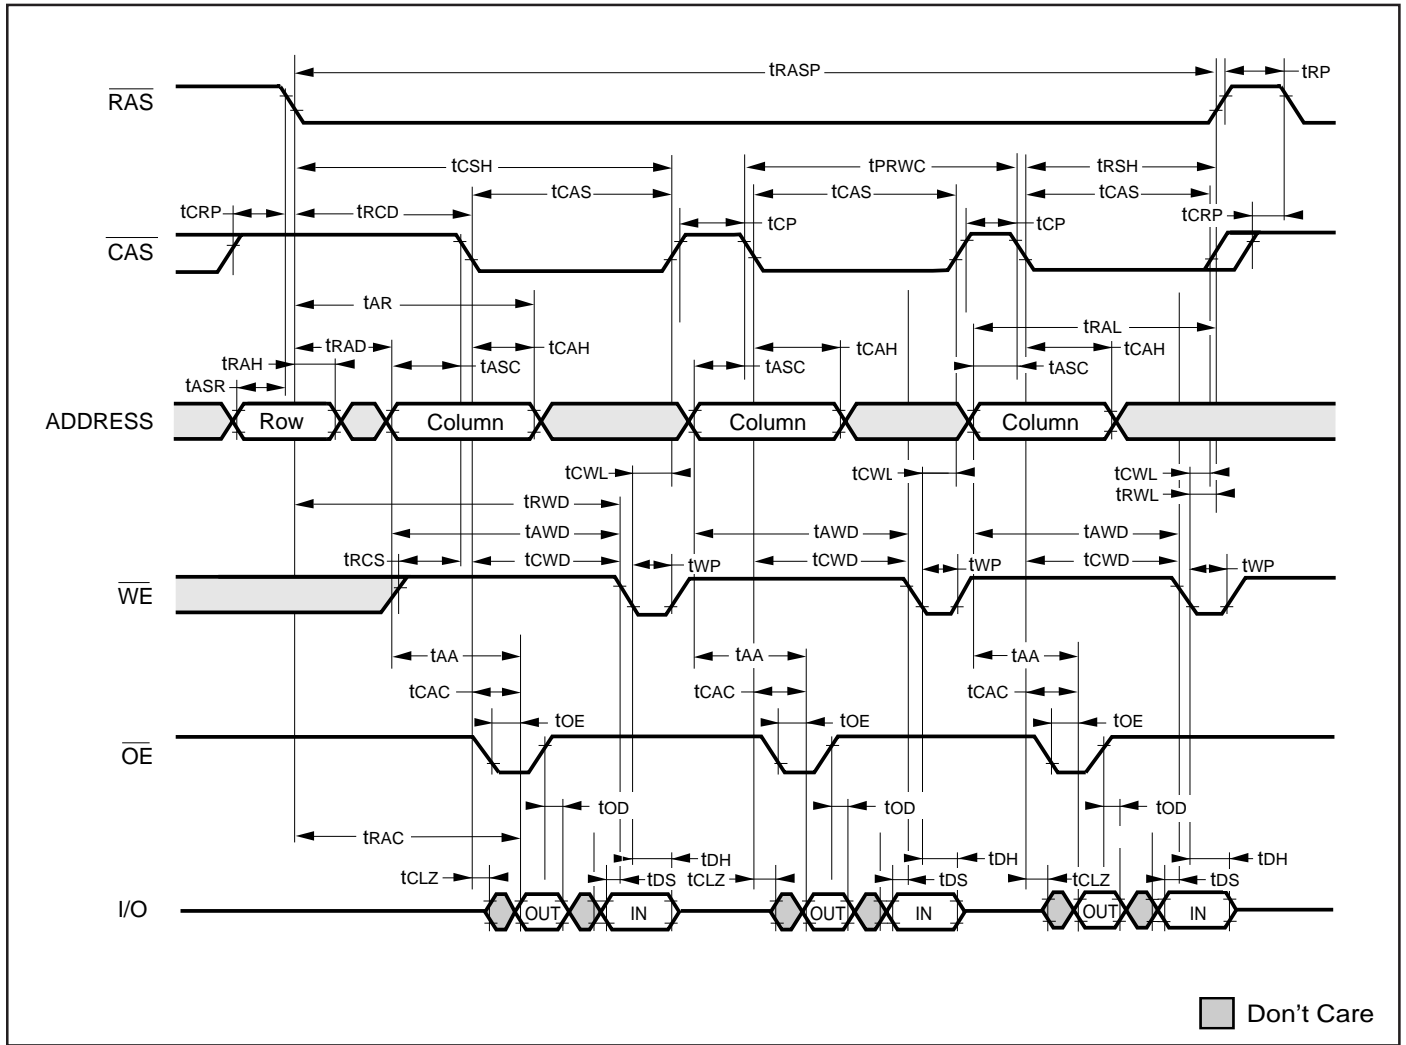 tRASP tRP
RAS
tCSH tPRWC tRSH
tCAS tCAS tCAS
tCRP tRCD tCP tCP tCRP
CAS
tAR
tRAL
tRAD tCAH tCAH tCAH
tRAH tASC tASC tASC
tASR
ADDRESS Row Column Column Column
tCWL tCWL tCWL
tRWD tRWL
tAWD tAWD tAWD
tRCS tCWD tWP tCWD tWP tCWD tWP
WE
tAA tAA tAA
tCAC tCAC tCAC
tOE tOE tOE
OE
tOD tOD tOD
tRAC
tDH tDH tDH
tCLZ tDS tCLZ tDS tCLZ tDS
I/O OUT IN OUT IN OUT IN
Don't Care